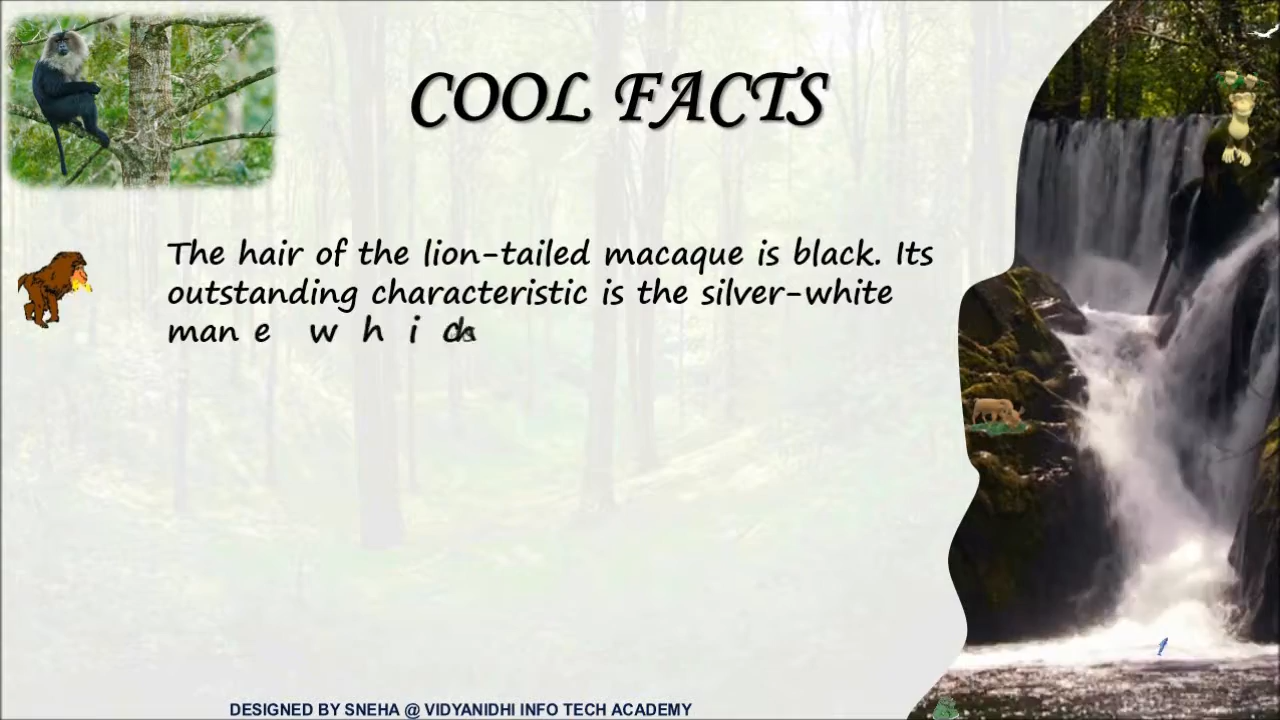 COOL FACTS
The hair of the lion-tailed macaque is black. Its
outstanding characteristic is the silver-white
mane
DESIGNED BY SNEHA @ VIDYANIDHI INFO TECH ACADEMY